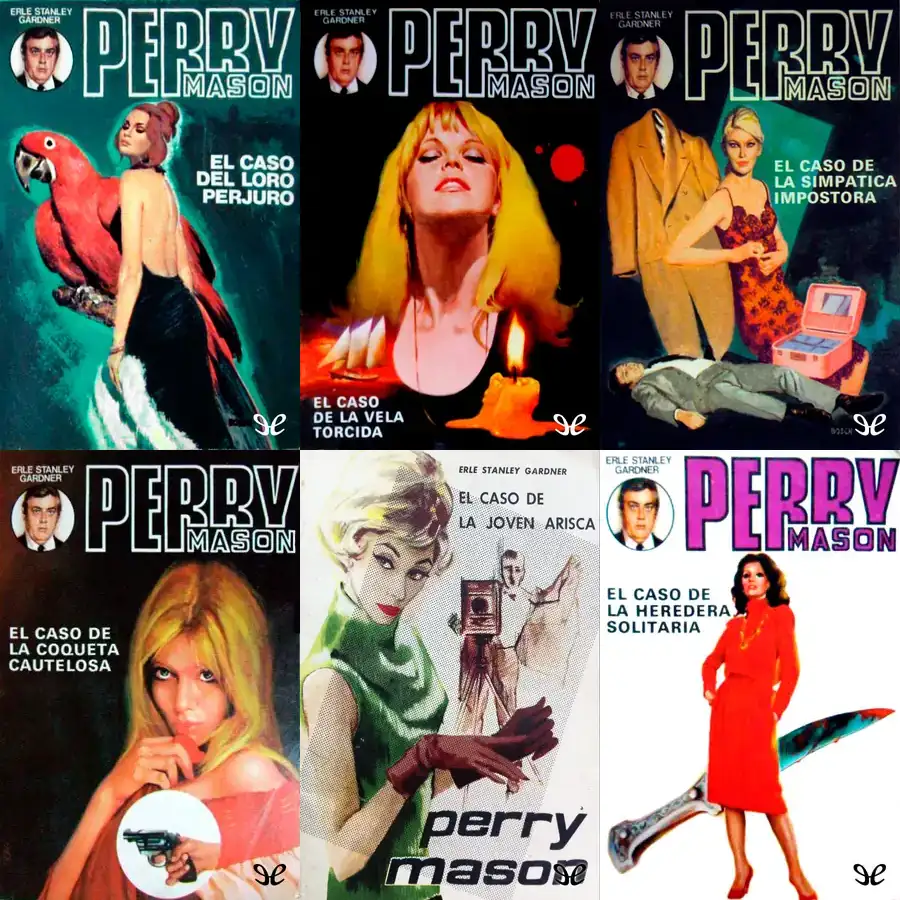 ERLE STANLEY
GARDNER
PERRY
MASON
EL CASO
DEL LORO
PERJURO
ERLE STANLEY
GARDNER
PERRY
MASON
EL CASO
DE LA VELA
TORCIDA
ERLE STANLEY
GARDNER
PERRY
MASON
EL CASO DE
LA SIMPATICA
IMPOSTORA
BOSCH
ERLE STANLEY
GARDNER
PERRY
MASON
EL CASO DE
LA COQUETA
CAUTELOSA
ERLE STANLEY GARDNER
EL CASO DE
LA JOVEN ARISCA
perry
mason
ERLE STANLEY
GARDNER
PERRY
MASON
EL CASO DE
LA HEREDERA
SOLITARIA